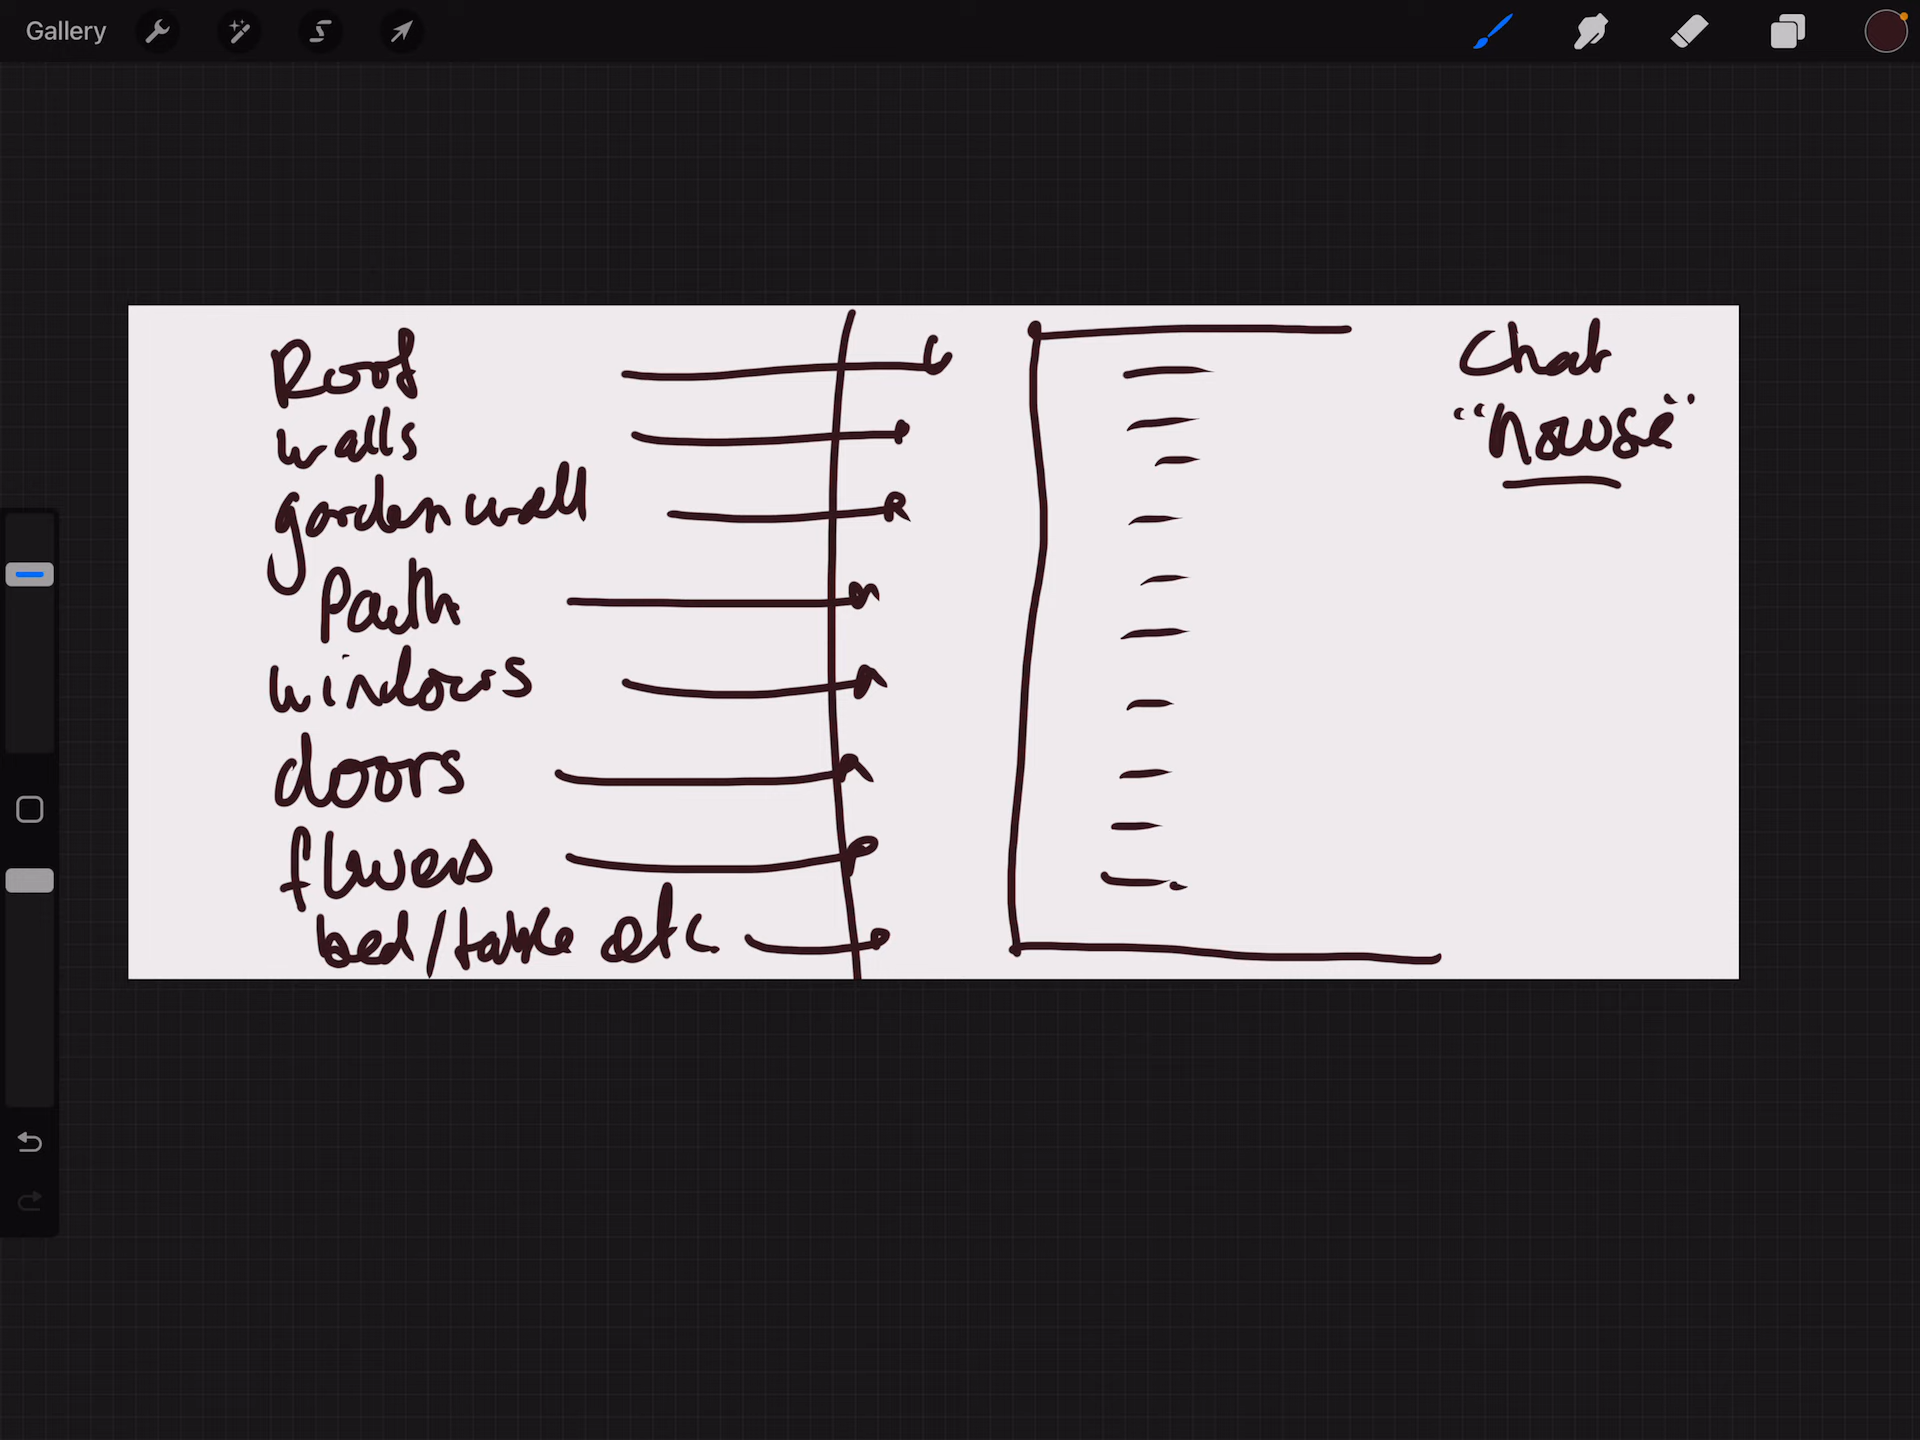 Gallery
Roof
walls
garden wall
Path
windows
doors
flowers
bed/table etc
Chat
"house"